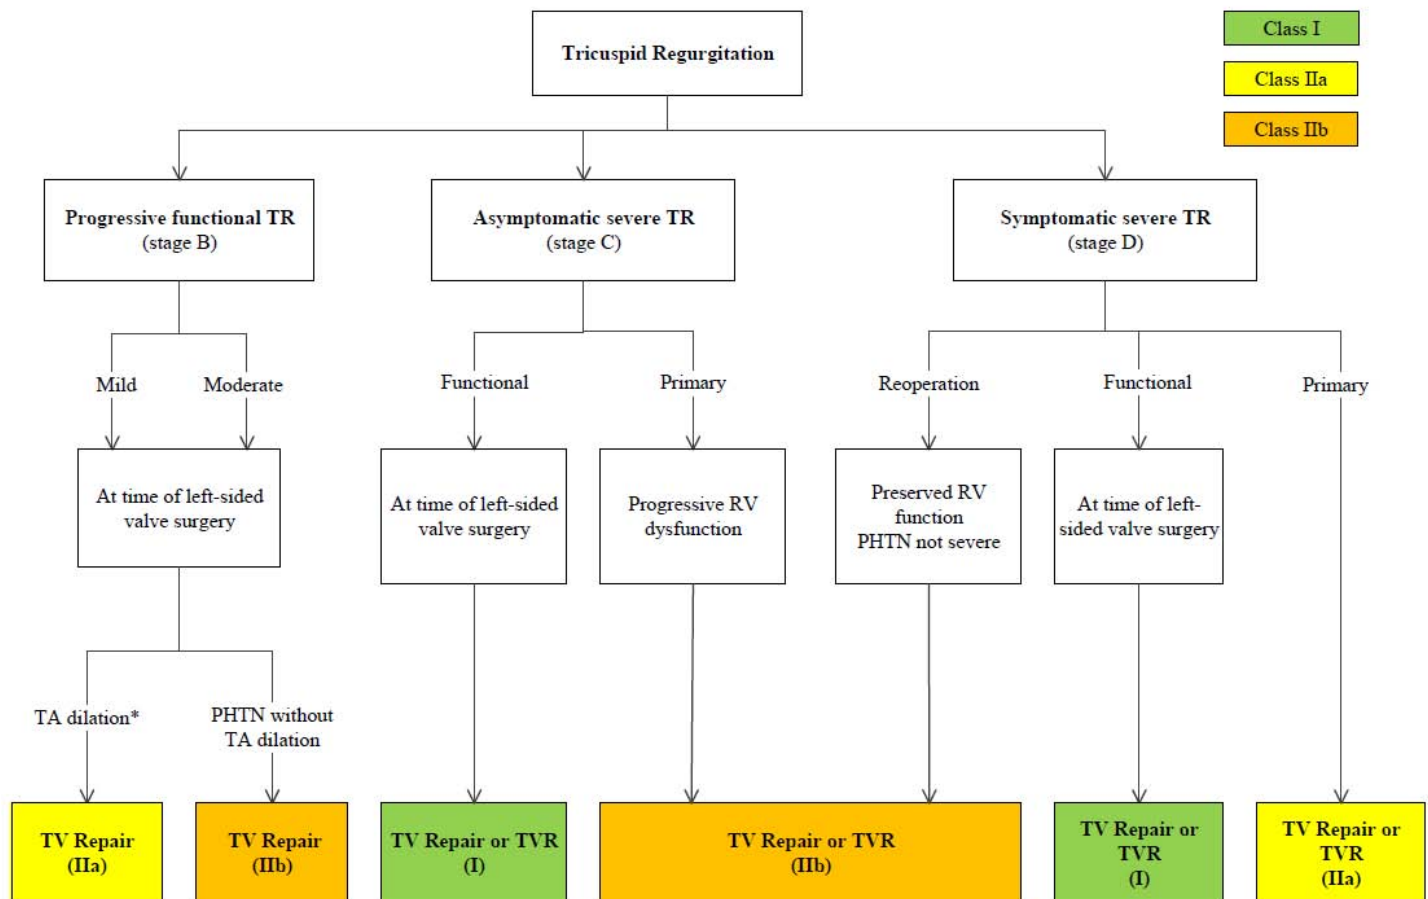 Tricuspid Regurgitation
Class I
Class IIa
Class IIb
Progressive functional TR
(stage B)
Asymptomatic severe TR
(stage C)
Symptomatic severe TR
(stage D)
Mild
Moderate
Functional
Primary
Reoperation
Functional
Primary
At time of left-sided
valve surgery
At time of left-sided
valve surgery
Progressive RV
dysfunction
Preserved RV
function
PHTN not severe
At time of left-
sided valve surgery
TA dilation*
PHTN without
TA dilation
TV Repair
(IIa)
TV Repair
(IIb)
TV Repair or TVR
(I)
TV Repair or TVR
(IIb)
TV Repair or
TVR
(I)
TV Repair or
TVR
(IIa)